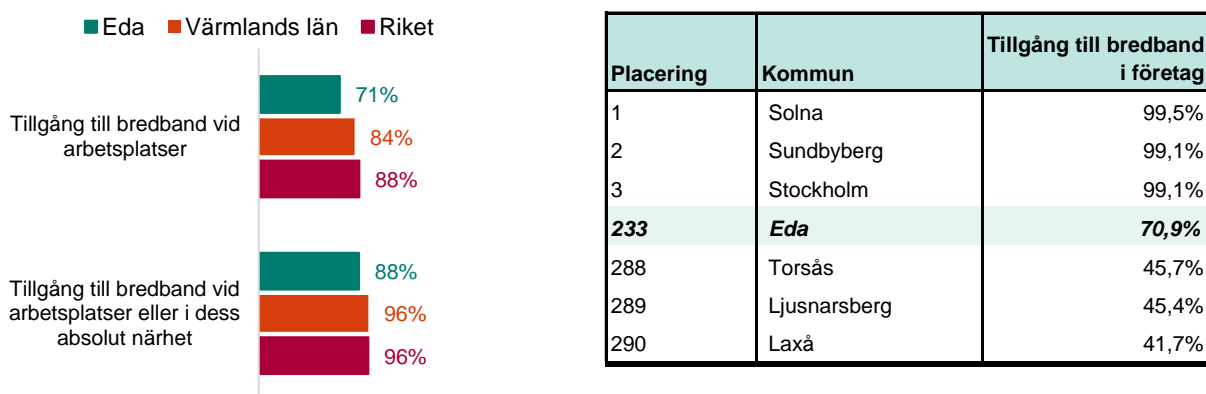 Eda Värmlands län Riket
Tillgång till bredband vid
arbetsplatser
71%
84%
88%
Tillgång till bredband vid
arbetsplatser eller i dess
absolut närhet
88%
96%
96%
Placering Kommun Tillgång till bredband
i företag
1 Solna 99,5%
2 Sundbyberg 99,1%
3 Stockholm 99,1%
233 Eda 70,9%
288 Torsås 45,7%
289 Ljusnarsberg 45,4%
290 Laxå 41,7%